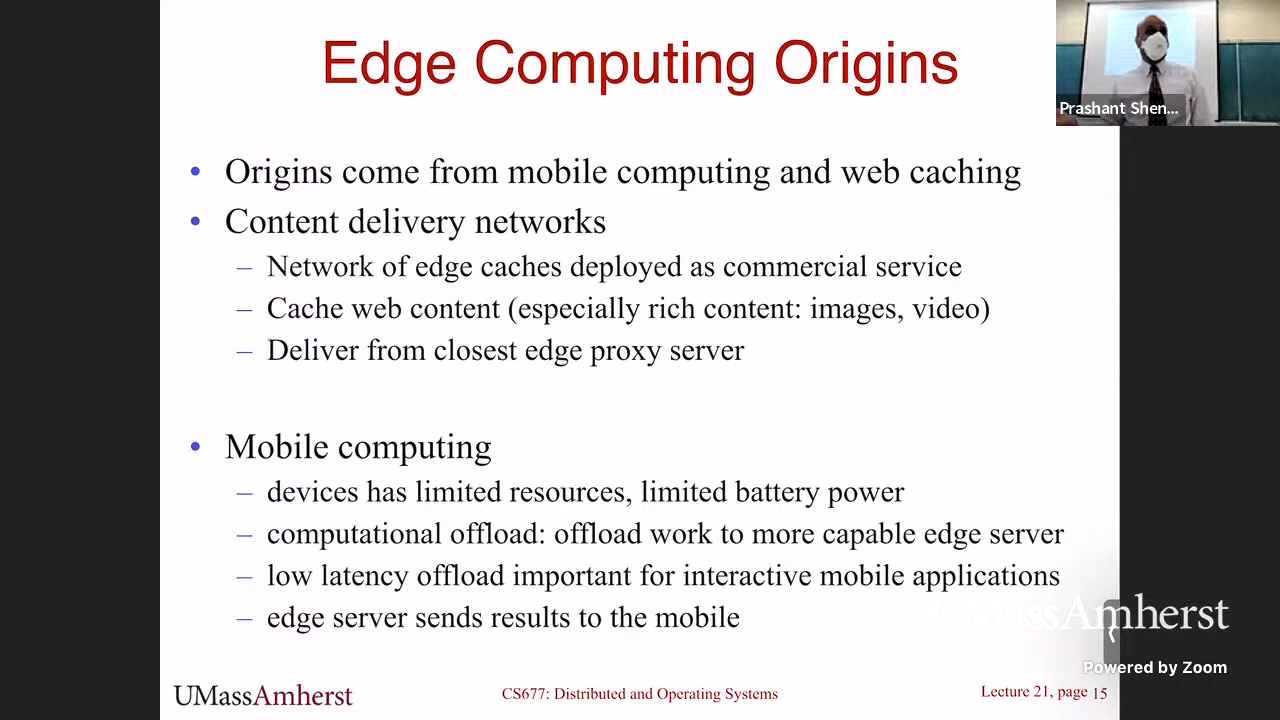 Edge Computing Origins
Prashant Shen...
• Origins come from mobile computing and web caching
• Content delivery networks
– Network of edge caches deployed as commercial service
– Cache web content (especially rich content: images, video)
– Deliver from closest edge proxy server
• Mobile computing
– devices has limited resources, limited battery power
– computational offload: offload work to more capable edge server
– low latency offload important for interactive mobile applications
– edge server sends results to the mobile
UMassAmherst
Powered by Zoom
UMassAmherst
CS677: Distributed and Operating Systems
Lecture 21, page 15